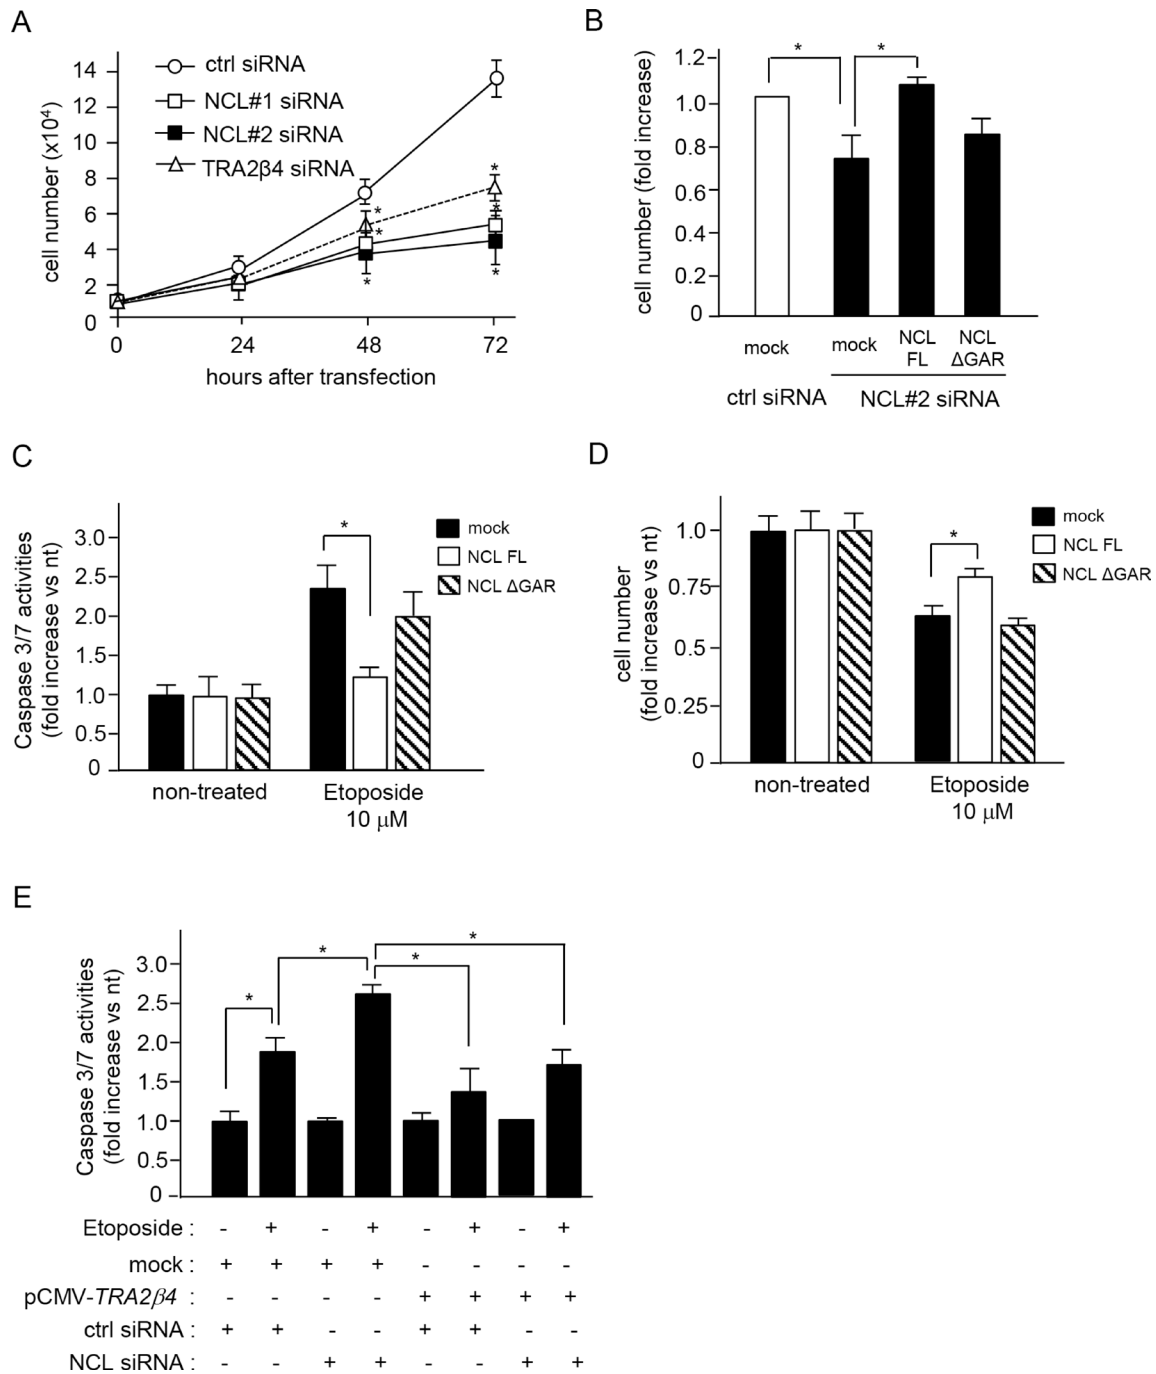 A
cell number (x10⁴)
14
12
10
8
6
4
2
0
ctrl siRNA
NCL#1 siRNA
NCL#2 siRNA
TRA2β4 siRNA
*
*
*
*
*
*
0 24 48 72
hours after transfection
B
cell number (fold increase)
1.2
1.0
0.8
0.6
0.4
0.2
0
* *
mock mock NCL FL NCL ΔGAR
ctrl siRNA NCL#2 siRNA
C
Caspase 3/7 activities
(fold increase vs nt)
3.0
2.5
2.0
1.5
1.0
0.5
0
*
mock
NCL FL
NCL ΔGAR
non-treated Etoposide
10 μM
D
cell number
(fold increase vs nt)
1.0
0.75
0.5
0.25
0
*
mock
NCL FL
NCL ΔGAR
non-treated Etoposide
10 μM
E
Caspase 3/7 activities
(fold increase vs nt)
3.0
2.5
2.0
1.5
1.0
0.5
0
* * * *
Etoposide : - + - + - + - +
mock : + + + + - - - -
pCMV-TRA2β4 : - - - - + + + +
ctrl siRNA : + + - - + + - -
NCL siRNA : - - + + - - + +